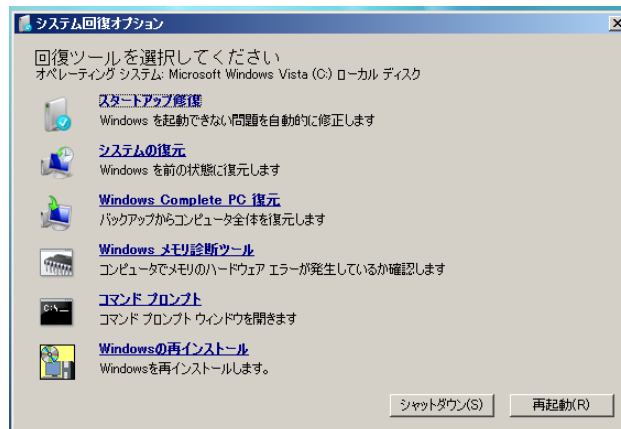 システム回復オプション
回復ツールを選択してください
オペレーティング システム: Microsoft Windows Vista (C:) ローカル ディスク
スタートアップ修復
Windows を起動できない問題を自動的に修正します
システムの復元
Windows を前の状態に復元します
Windows Complete PC 復元
バックアップからコンピュータ全体を復元します
Windows メモリ診断ツール
コンピュータでメモリのハードウェア エラーが発生しているか確認します
C:\_
コマンド プロンプト
コマンド プロンプト ウィンドウを開きます
Windowsの再インストール
Windowsを再インストールします。
シャットダウン(S)
再起動(R)